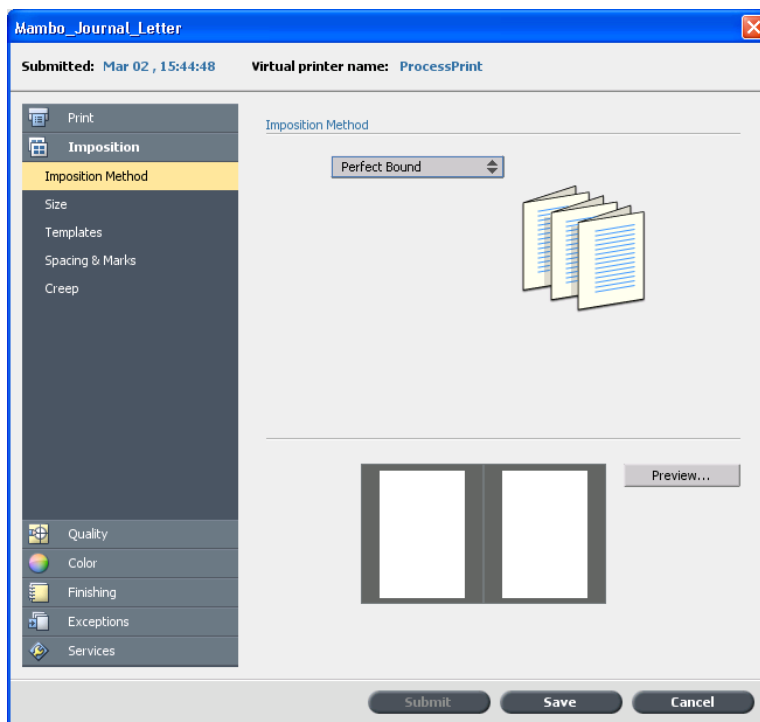 Mambo_Journal_Letter
Submitted: Mar 02 , 15:44:48 Virtual printer name: ProcessPrint
Print
Imposition
Imposition Method
Size
Templates
Spacing & Marks
Creep
Quality
Color
Finishing
Exceptions
Services
Imposition Method
Perfect Bound
Preview...
Submit Save Cancel